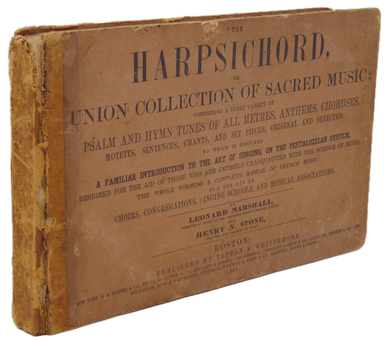 THE
HARPSICHORD,
OR
UNION COLLECTION OF SACRED MUSIC;
COMPRISING A GREAT VARIETY OF
PSALM AND HYMN TUNES OF ALL METRES, ANTHEMS, CHORUSES,
MOTETTS, SENTENCES, CHANTS, AND SET PIECES, ORIGINAL AND SELECTED.
TO WHICH IS PREFIXED
A FAMILIAR INTRODUCTION TO THE ART OF SINGING, ON THE PESTALOZZIAN SYSTEM,
DESIGNED FOR THE AID OF THOSE WHO ARE ENTIRELY UNACQUAINTED WITH THE SCIENCE OF MUSIC.
THE WHOLE FORMING A COMPLETE MANUAL OF CHURCH MUSIC
FOR THE USE OF
CHOIRS, CONGREGATIONS, SINGING SCHOOLS, AND MUSICAL ASSOCIATIONS.
BY
LEONARD MARSHALL,
HENRY N. STONE,
BOSTON:
PUBLISHED BY TAPPAN & WHITTEMORE